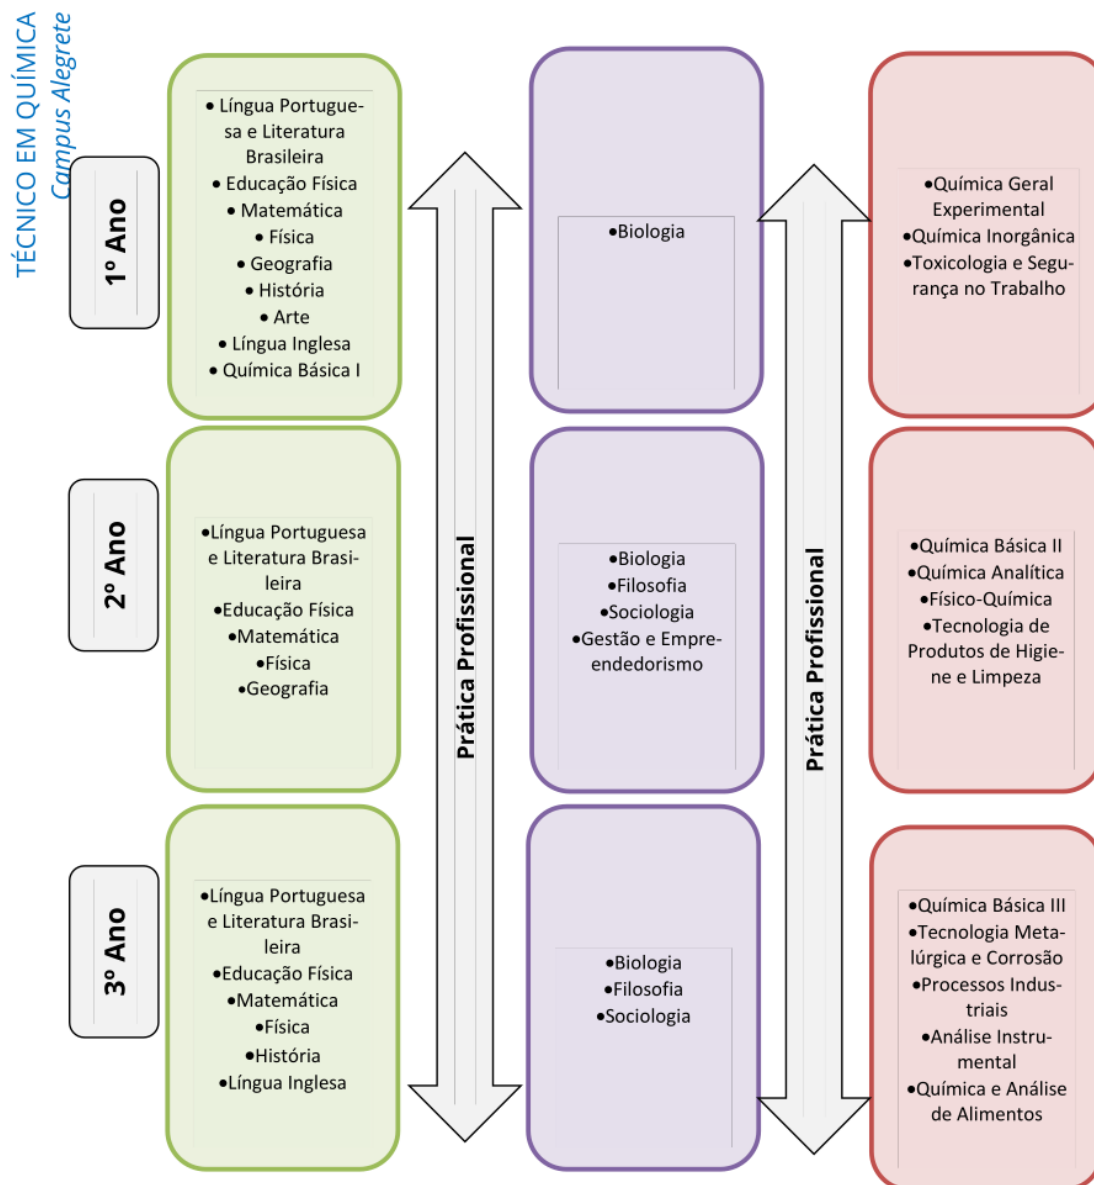 TÉCNICO EM QUÍMICA
Campus Alegrete
1º Ano
• Língua Portugue-
sa e Literatura
Brasileira
• Educação Física
• Matemática
• Física
• Geografia
• História
• Arte
• Língua Inglesa
• Química Básica I
•Biologia
•Química Geral
Experimental
•Química Inorgânica
•Toxicologia e Segu-
rança no Trabalho
2º Ano
•Língua Portuguesa
e Literatura Brasi-
leira
•Educação Física
•Matemática
•Física
•Geografia
Prática Profissional
•Biologia
•Filosofia
•Sociologia
•Gestão e Empre-
endedorismo
Prática Profissional
•Química Básica II
•Química Analítica
•Físico-Química
•Tecnologia de
Produtos de Higie-
ne e Limpeza
3º Ano
•Língua Portuguesa
e Literatura Brasi-
leira
•Educação Física
•Matemática
•Física
•História
•Língua Inglesa
•Biologia
•Filosofia
•Sociologia
•Química Básica III
•Tecnologia Meta-
lúrgica e Corrosão
•Processos Indus-
triais
•Análise Instru-
mental
•Química e Análise
de Alimentos